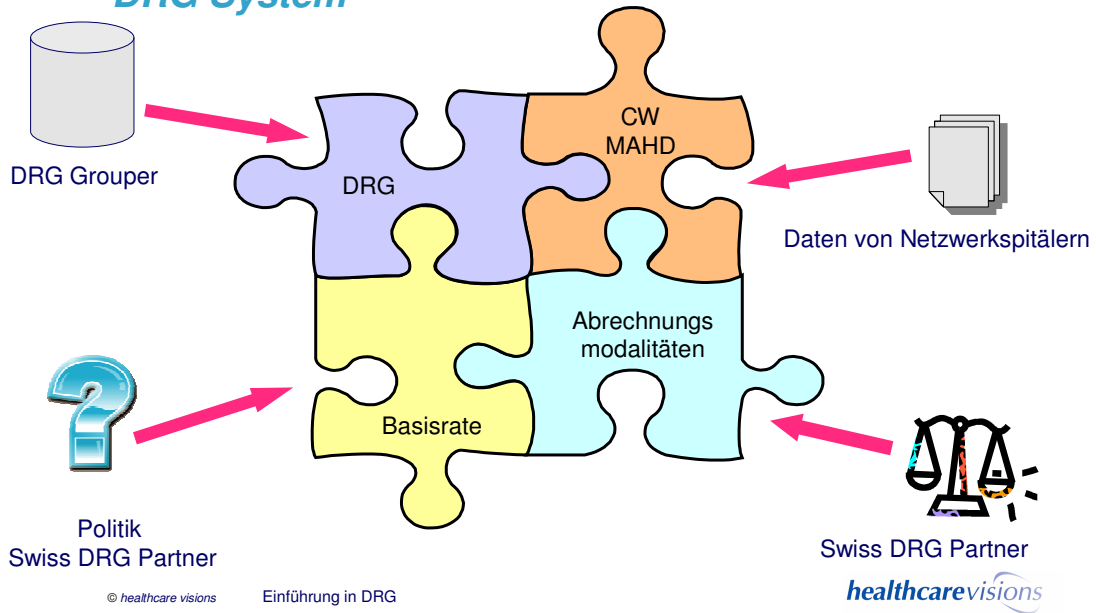 DRG System
CW
MAHD
DRG Grouper
DRG
Daten von Netzwerkspitälern
Abrechnungs
modalitäten
Basisrate
Politik
Swiss DRG Partner
Swiss DRG Partner
© healthcare visions Einführung in DRG
healthcarevisions